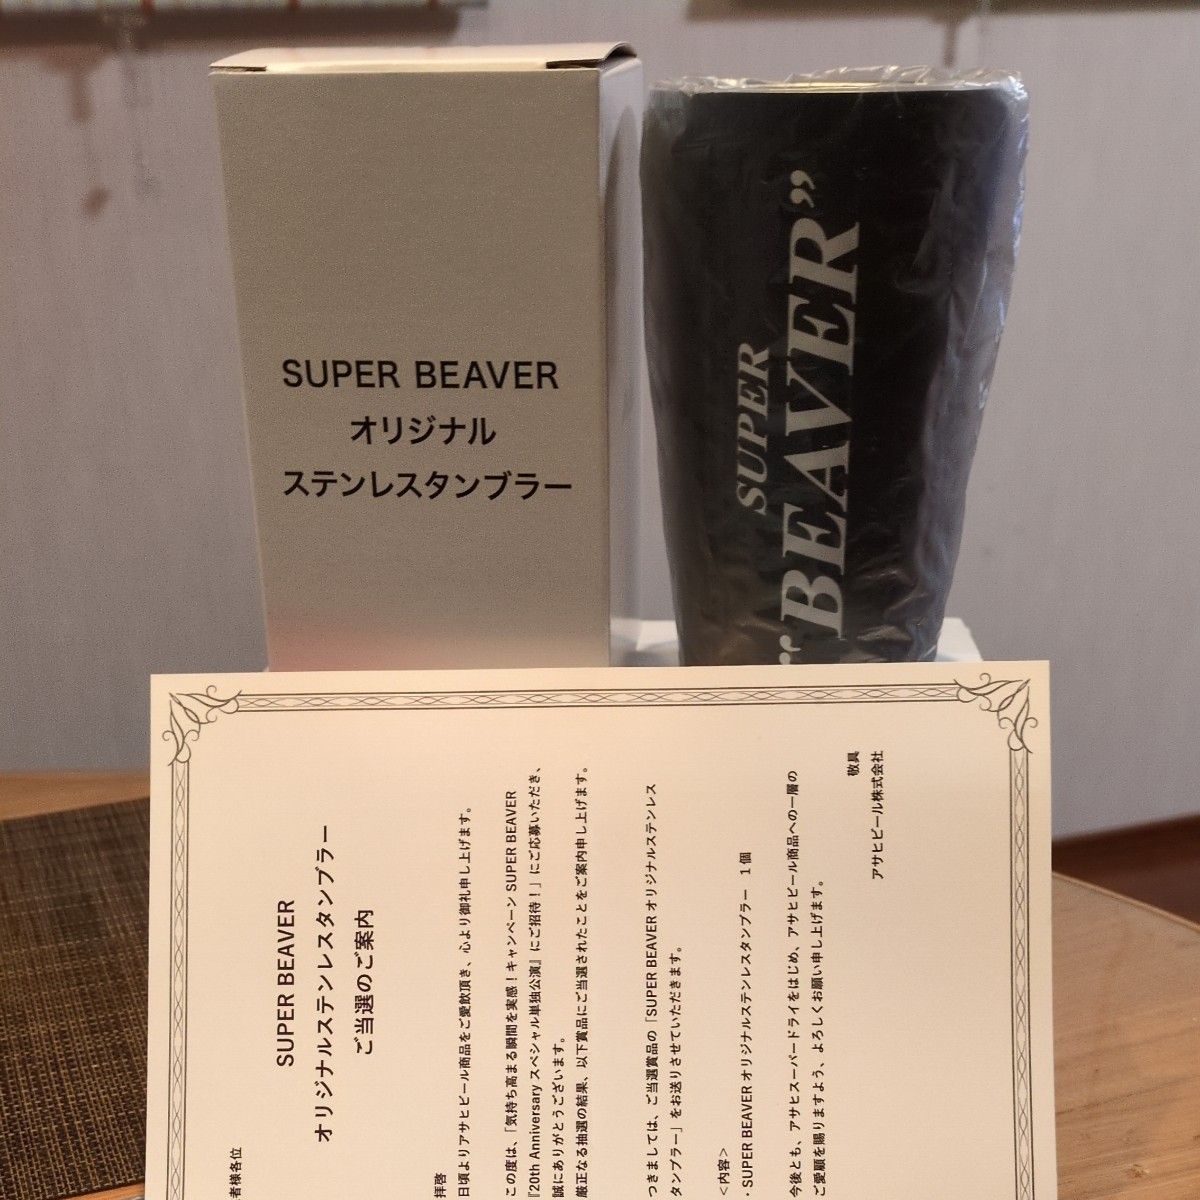 SUPER BEAVER
オリジナル
ステンレスタンブラー
SUPER
“BEAVER”
者様各位
SUPER BEAVER
オリジナルステンレスタンブラー
ご当選のご案内
拝啓
日頃よりアサヒビール商品をご愛飲頂き、心より御礼申し上げます。
この度は、「気持ち高まる瞬間を実感！キャンペーン SUPER BEAVER
『20th Anniversary スペシャル単独公演』にご招待！」にご応募いただき、
誠にありがとうございます。
厳正なる抽選の結果、以下賞品にご当選されたことをご案内申し上げます。
つきましては、ご当選賞品の「SUPER BEAVER オリジナルステンレス
タンブラー」をお送りさせていただきます。
＜内容＞
・SUPER BEAVER オリジナルステンレスタンブラー　1個
今後とも、アサヒスーパードライをはじめ、アサヒビール商品への一層の
ご愛顧を賜りますよう、よろしくお願い申し上げます。
敬具
アサヒビール株式会社